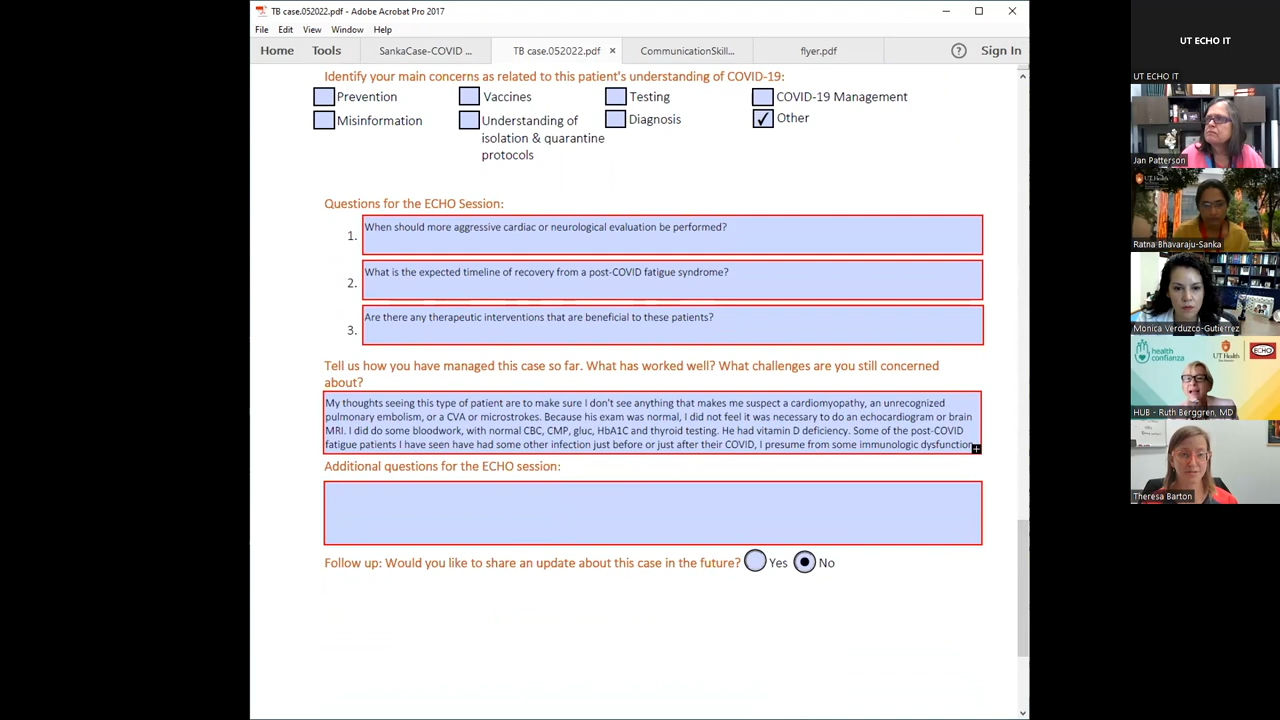 TB case.052022.pdf - Adobe Acrobat Pro 2017
File Edit View Window Help
Home Tools SankaCase-COVID ... TB case.052022.pdf × CommunicationSkill... flyer.pdf ? Sign In
Identify your main concerns as related to this patient's understanding of COVID-19:
Prevention Vaccines Testing COVID-19 Management
Misinformation Understanding of Diagnosis Other
isolation & quarantine
protocols
Questions for the ECHO Session:
1. When should more aggressive cardiac or neurological evaluation be performed?
2. What is the expected timeline of recovery from a post-COVID fatigue syndrome?
3. Are there any therapeutic interventions that are beneficial to these patients?
Tell us how you have managed this case so far. What has worked well? What challenges are you still concerned
about?
My thoughts seeing this type of patient are to make sure I don't see anything that makes me suspect a cardiomyopathy, an unrecognized
pulmonary embolism, or a CVA or microstrokes. Because his exam was normal, I did not feel it was necessary to do an echocardiogram or brain
MRI. I did do some bloodwork, with normal CBC, CMP, gluc, HbA1C and thyroid testing. He had vitamin D deficiency. Some of the post-COVID
fatigue patients I have seen have had some other infection just before or just after their COVID, I presume from some immunologic dysfunction
Additional questions for the ECHO session:
Follow up: Would you like to share an update about this case in the future? Yes No
UT ECHO IT
UT ECHO IT
Jan Patterson
UT Health
Ratna Bhavaraju-Sanka
Monica Verduzco-Gutierrez
health
confianza
UT Health
ECHO
HUB - Ruth Berggren, MD
Theresa Barton